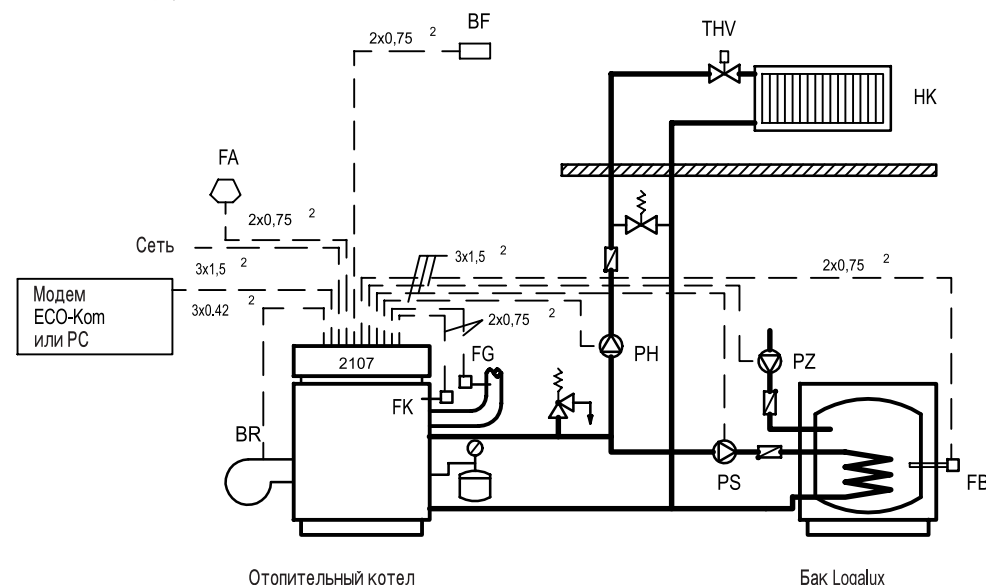 THV
BF
2x0,75 2
HK
FA
2x0,75 2
Сеть
3x1,5 2
3x1,5 2
2x0,75 2
Модем
ECO-Kom
или PC
3x0.42 2
2x0,75 2
2107
FG
PH
PZ
FK
BR
PS
FB
Отопительный котел
Бак Logalux